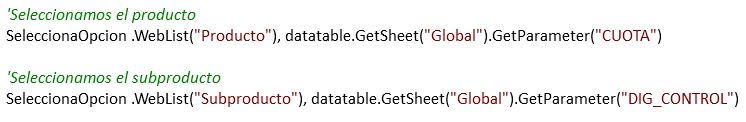 'Seleccionamos el producto
SeleccionaOpcion .WebList("Producto"), datatable.GetSheet("Global").GetParameter("CUOTA")
'Seleccionamos el subproducto
SeleccionaOpcion .WebList("Subproducto"), datatable.GetSheet("Global").GetParameter("DIG_CONTROL")